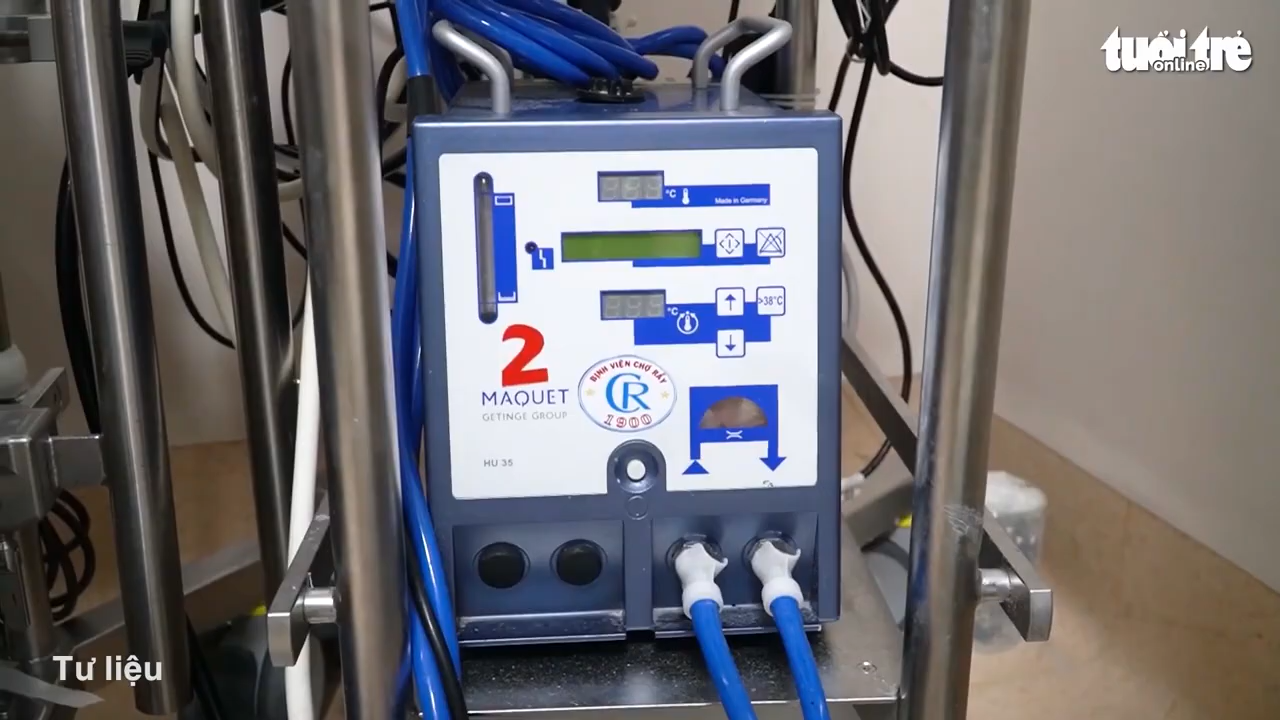 tuổi trẻ
online
°C
Made in Germany
°C
>38°C
2
MAQUET
GETINGE GROUP
BỊNH VIỆN CHỢ RẪY
CR
1900
HU 35
Tư liệu